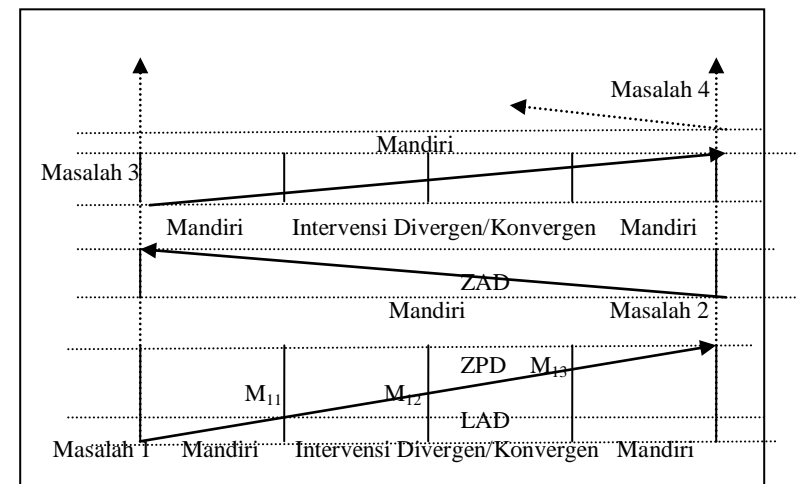 Masalah 4
Mandiri
Masalah 3
Mandiri Intervensi Divergen/Konvergen Mandiri
ZAD
Mandiri Masalah 2
ZPD M₁₃
M₁₁ M₁₂
LAD
Masalah 1 Mandiri Intervensi Divergen/Konvergen Mandiri